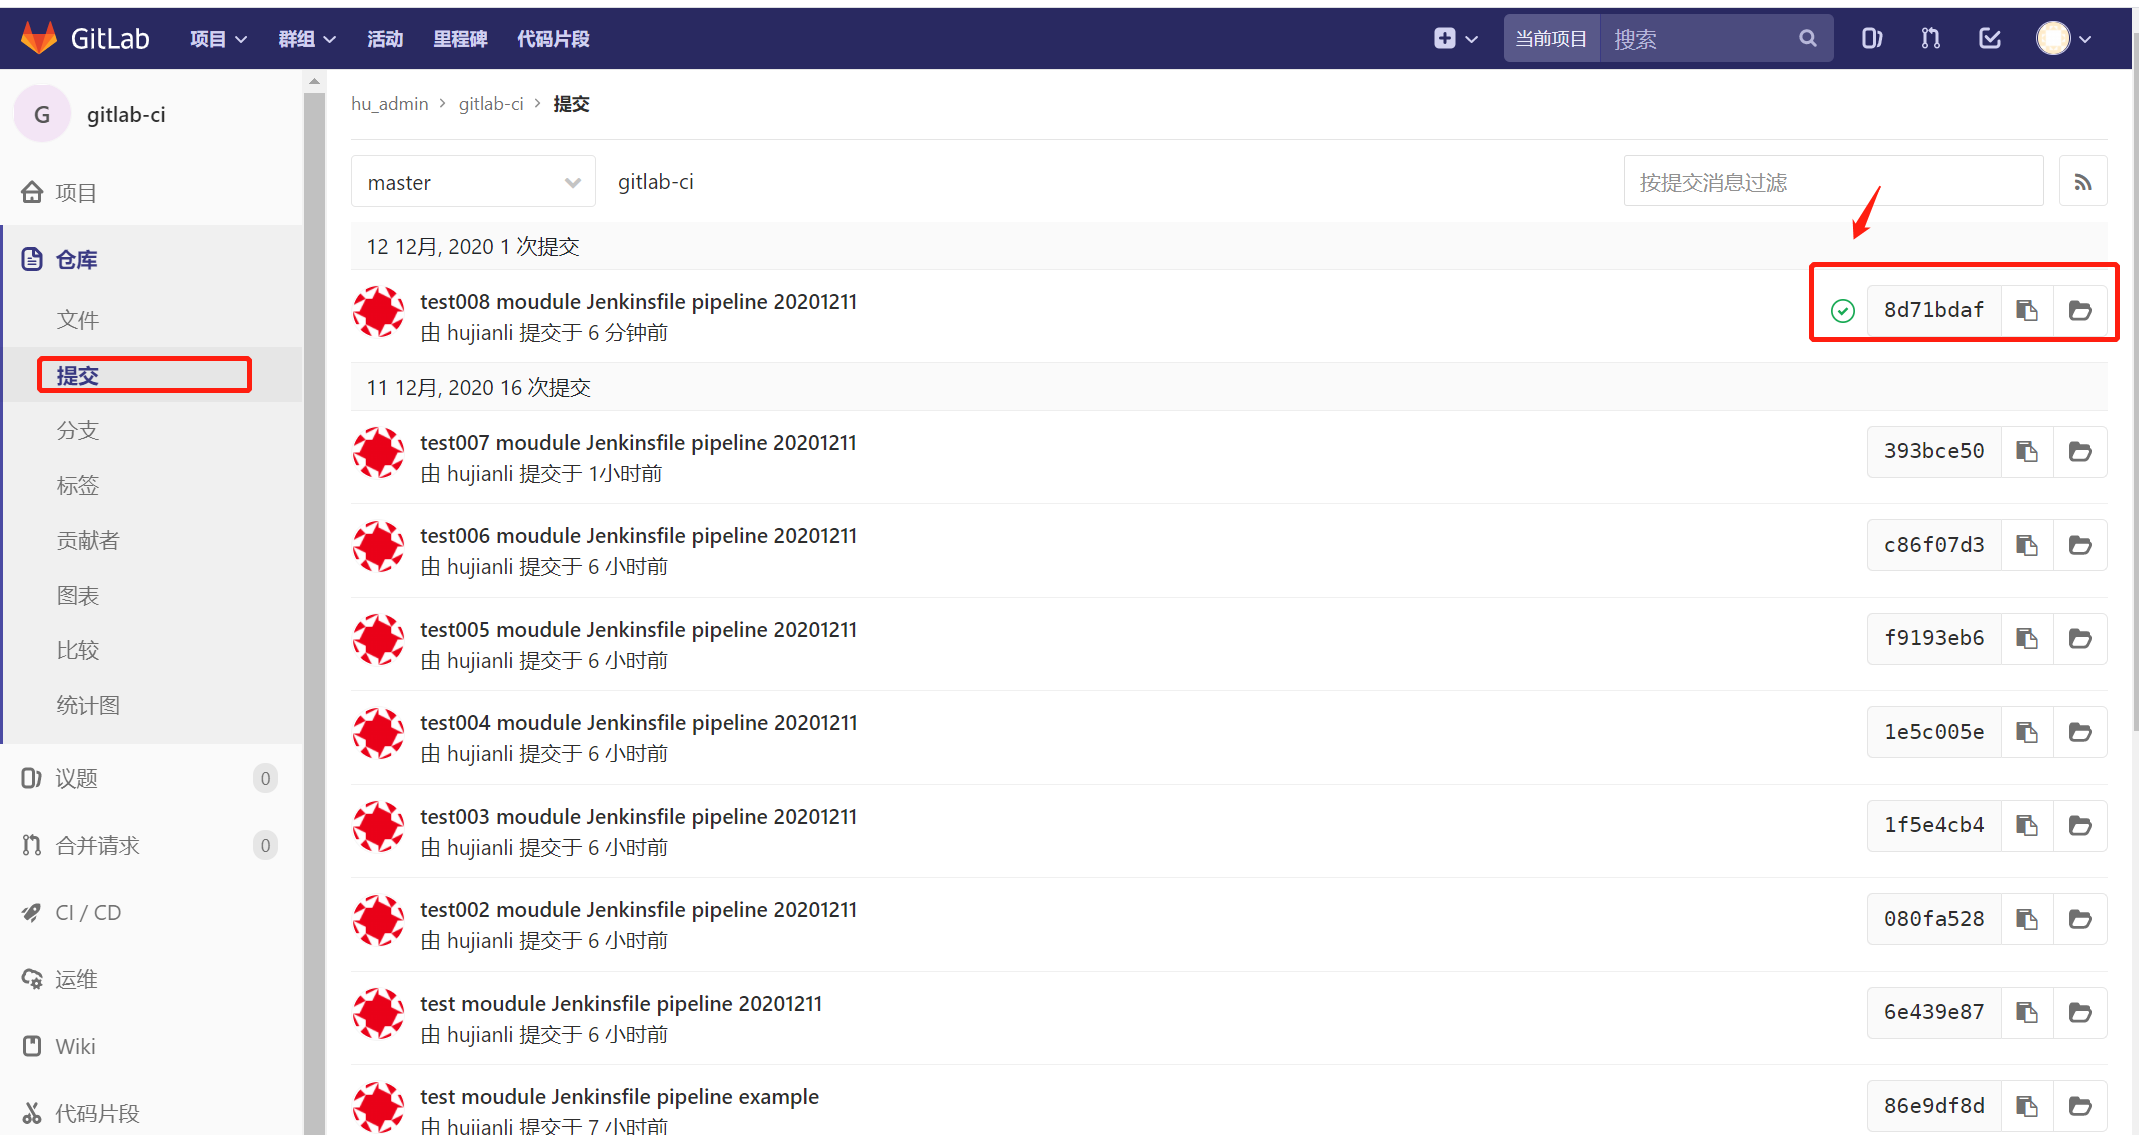 GitLab 项目 群组 活动 里程碑 代码片段 当前项目 搜索
G gitlab-ci
项目
仓库
文件
提交
分支
标签
贡献者
图表
比较
统计图
议题 0
合并请求 0
CI / CD
运维
Wiki
代码片段
hu_admin › gitlab-ci › 提交
master gitlab-ci 按提交消息过滤
12 12月, 2020 1 次提交
test008 moudule Jenkinsfile pipeline 20201211
由 hujianli 提交于 6 分钟前
8d71bdaf
11 12月, 2020 16 次提交
test007 moudule Jenkinsfile pipeline 20201211
由 hujianli 提交于 1小时前
393bce50
test006 moudule Jenkinsfile pipeline 20201211
由 hujianli 提交于 6 小时前
c86f07d3
test005 moudule Jenkinsfile pipeline 20201211
由 hujianli 提交于 6 小时前
f9193eb6
test004 moudule Jenkinsfile pipeline 20201211
由 hujianli 提交于 6 小时前
1e5c005e
test003 moudule Jenkinsfile pipeline 20201211
由 hujianli 提交于 6 小时前
1f5e4cb4
test002 moudule Jenkinsfile pipeline 20201211
由 hujianli 提交于 6 小时前
080fa528
test moudule Jenkinsfile pipeline 20201211
由 hujianli 提交于 6 小时前
6e439e87
test moudule Jenkinsfile pipeline example
由 hujianli 提交于 7 小时前
86e9df8d